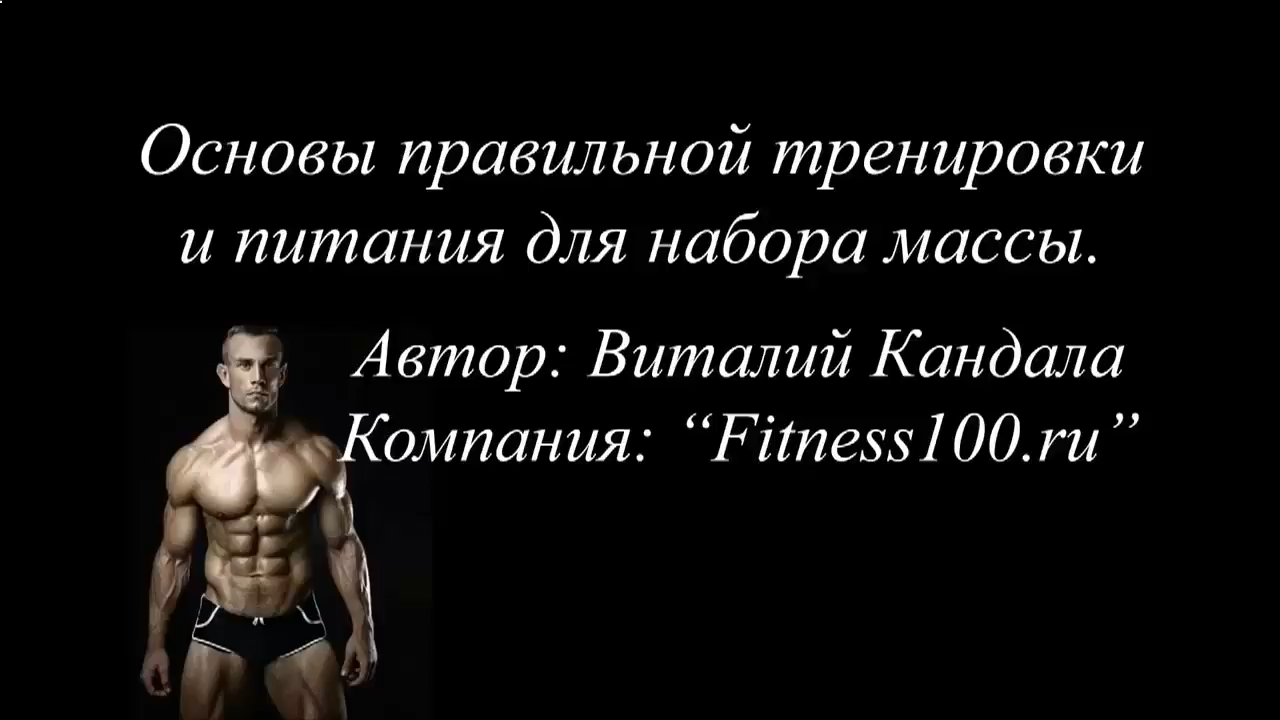 Основы правильной тренировки
и питания для набора массы.
Автор: Виталий Кандала
Компания: “Fitness100.ru”